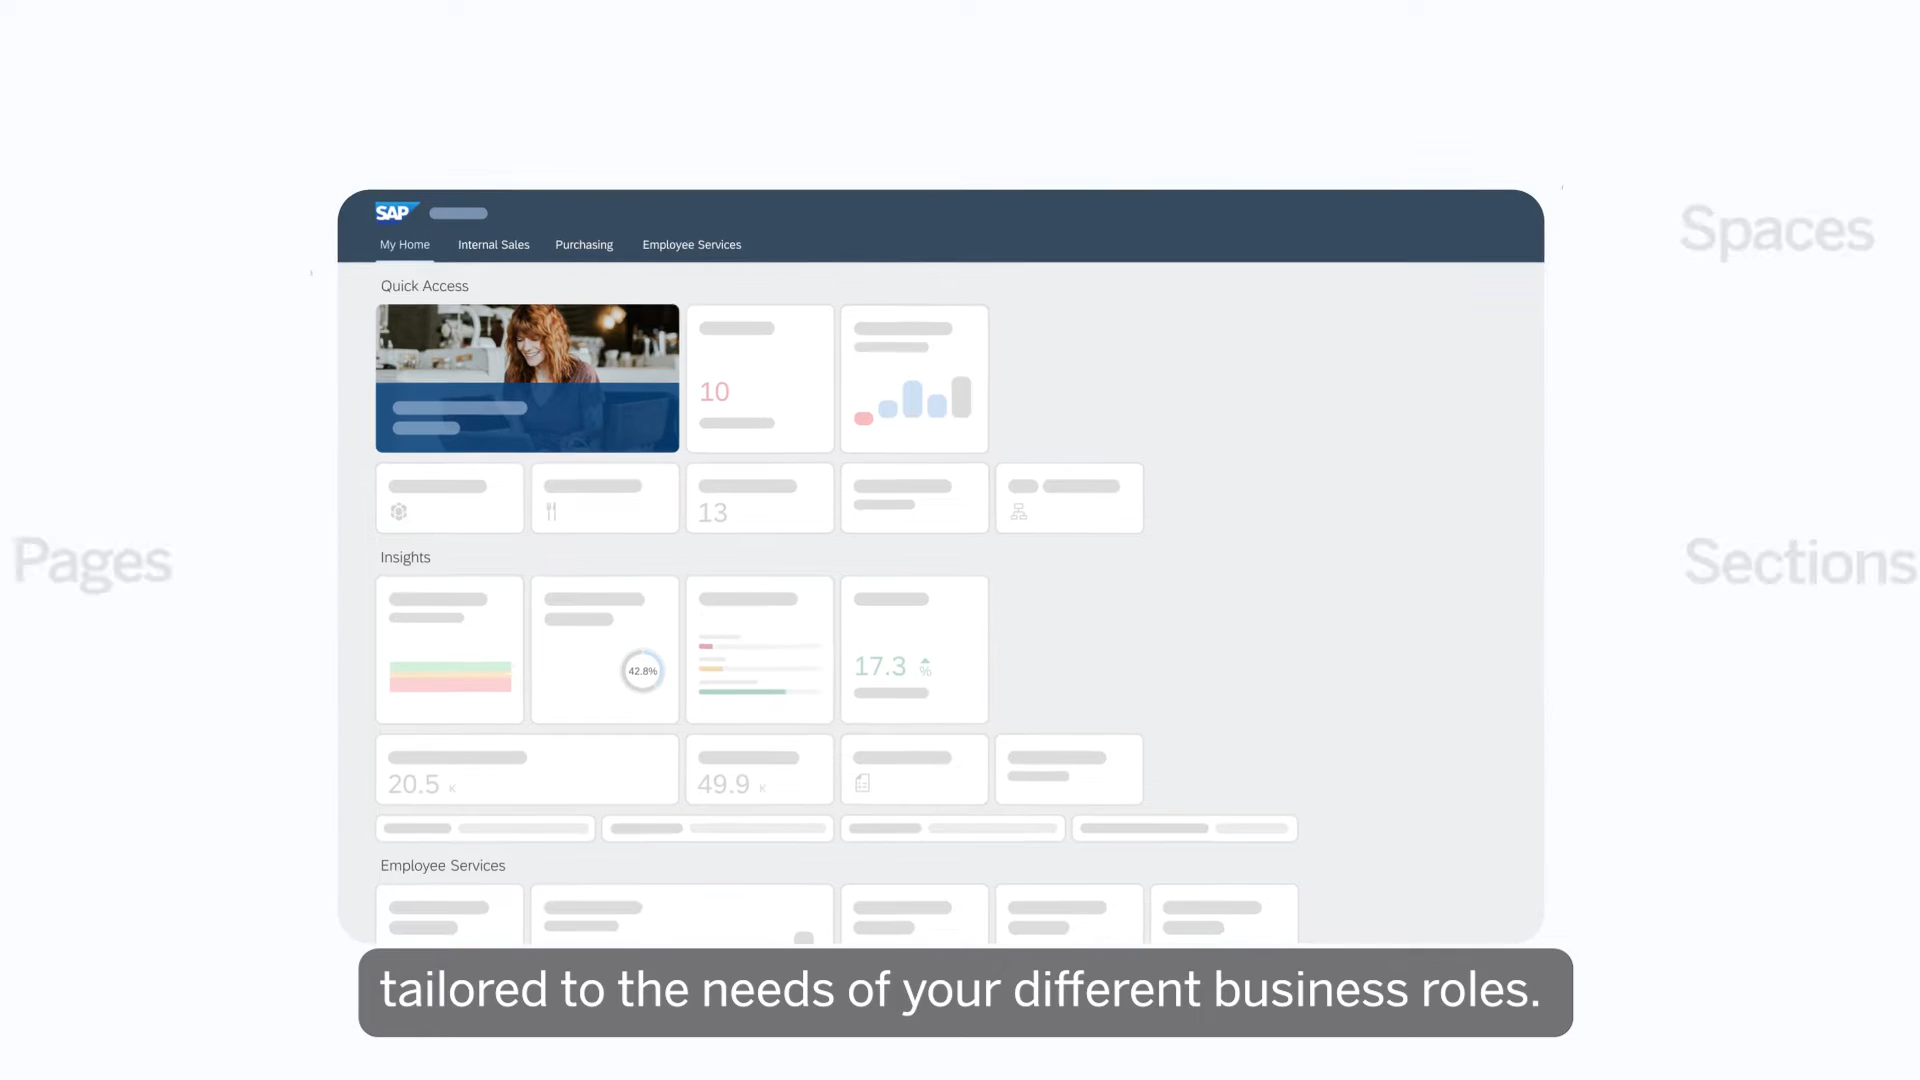 Spaces
SAP
My Home Internal Sales Purchasing Employee Services
Quick Access
10
13
Pages
Sections
Insights
42.8%
17.3 %
20.5 K
49.9 K
Employee Services
tailored to the needs of your different business roles.